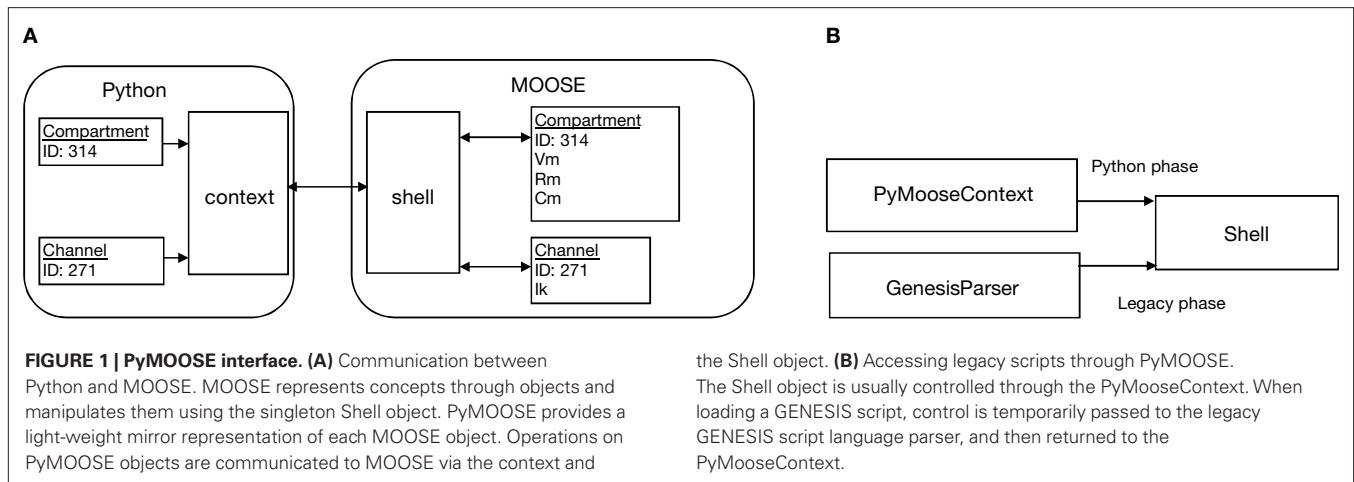 A
Python
Compartment
ID: 314
Channel
ID: 271
context
MOOSE
shell
Compartment
ID: 314
Vm
Rm
Cm
Channel
ID: 271
Ik
B
PyMooseContext
Python phase
Shell
GenesisParser
Legacy phase
FIGURE 1 | PyMOOSE interface. (A) Communication between
Python and MOOSE. MOOSE represents concepts through objects and
manipulates them using the singleton Shell object. PyMOOSE provides a
light-weight mirror representation of each MOOSE object. Operations on
PyMOOSE objects are communicated to MOOSE via the context and
the Shell object. (B) Accessing legacy scripts through PyMOOSE.
The Shell object is usually controlled through the PyMooseContext. When
loading a GENESIS script, control is temporarily passed to the legacy
GENESIS script language parser, and then returned to the
PyMooseContext.